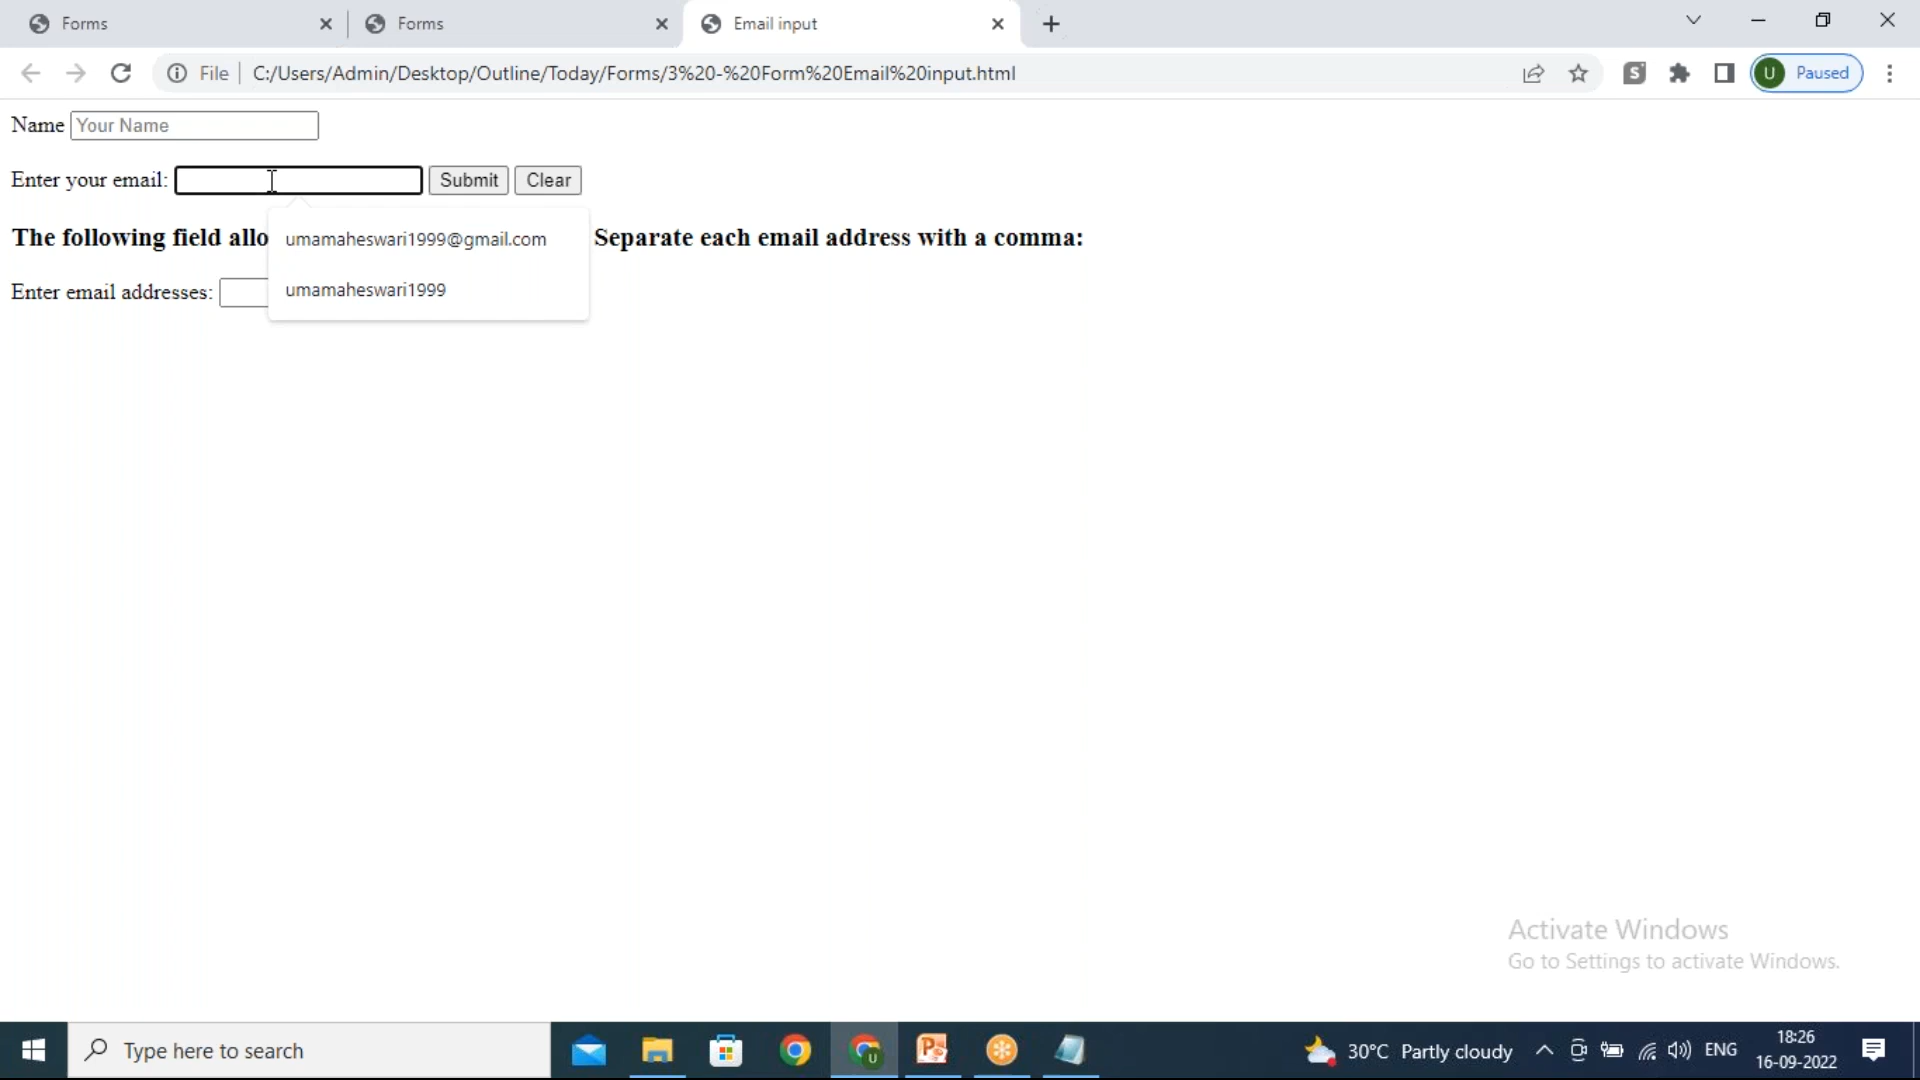 Forms
Forms
Email input
File
C:/Users/Admin/Desktop/Outline/Today/Forms/3%20-%20Form%20Email%20input.html
S
U Paused
Name Your Name
Enter your email: Submit Clear
The following field allo Separate each email address with a comma:
umamaheswari1999@gmail.com
Enter email addresses:
umamaheswari1999
Activate Windows
Go to Settings to activate Windows.
Type here to search
U
P
30°C Partly cloudy
ENG
18:26
16-09-2022